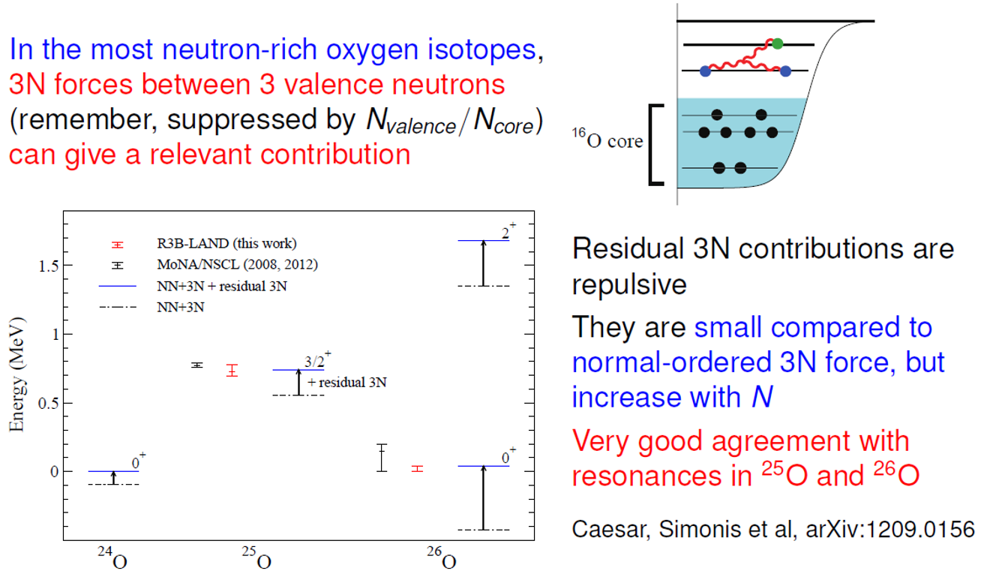 In the most neutron-rich oxygen isotopes,
3N forces between 3 valence neutrons
(remember, suppressed by N_valence/N_core)
can give a relevant contribution
¹⁶O core
R3B-LAND (this work)
MoNA/NSCL (2008, 2012)
NN+3N + residual 3N
NN+3N
Energy (MeV)
1.5
1
0.5
0
0⁺
3/2⁺
+ residual 3N
2⁺
0⁺
²⁴O
²⁵O
²⁶O
Residual 3N contributions are
repulsive
They are small compared to
normal-ordered 3N force, but
increase with N
Very good agreement with
resonances in ²⁵O and ²⁶O
Caesar, Simonis et al, arXiv:1209.0156